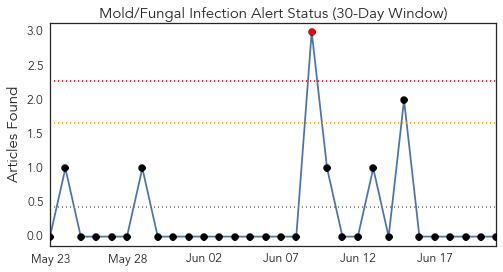 Mold/Fungal Infection Alert Status (30-Day Window)
Articles Found
3.0
2.5
2.0
1.5
1.0
0.5
0.0
May 23
May 28
Jun 02
Jun 07
Jun 12
Jun 17